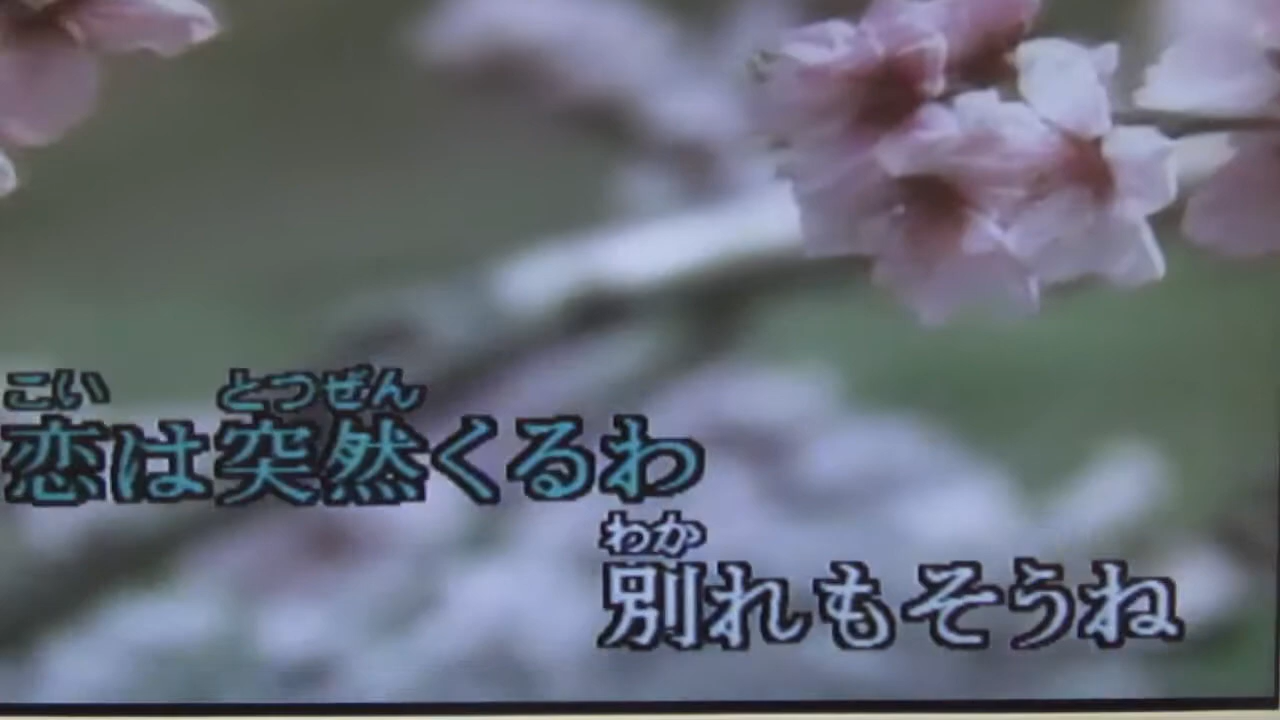 こい とつぜん
恋は突然くるわ
わか
別れもそうね